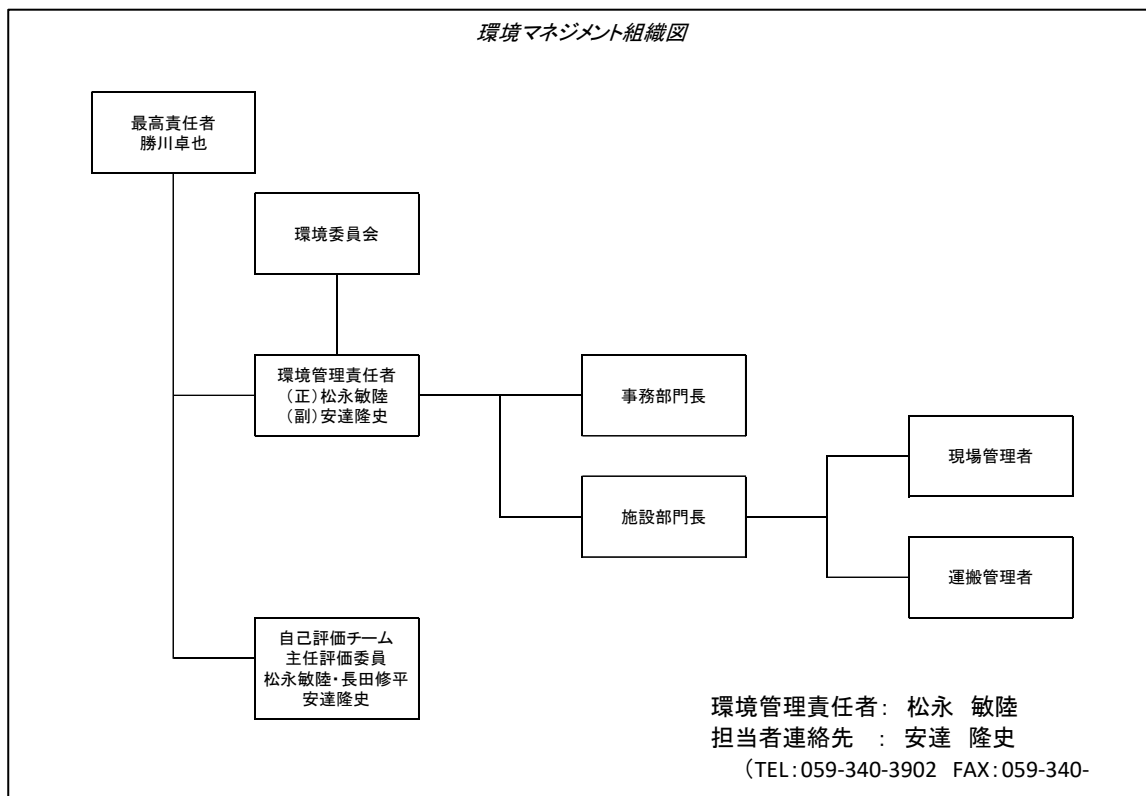 環境マネジメント組織図
最高責任者
勝川卓也
環境委員会
環境管理責任者
（正）松永敏陸
（副）安達隆史
事務部門長
施設部門長
現場管理者
運搬管理者
自己評価チーム
主任評価委員
松永敏陸・長田修平
安達隆史
環境管理責任者： 松永　敏陸
担当者連絡先　： 安達　隆史
（TEL：059-340-3902　FAX：059-340-